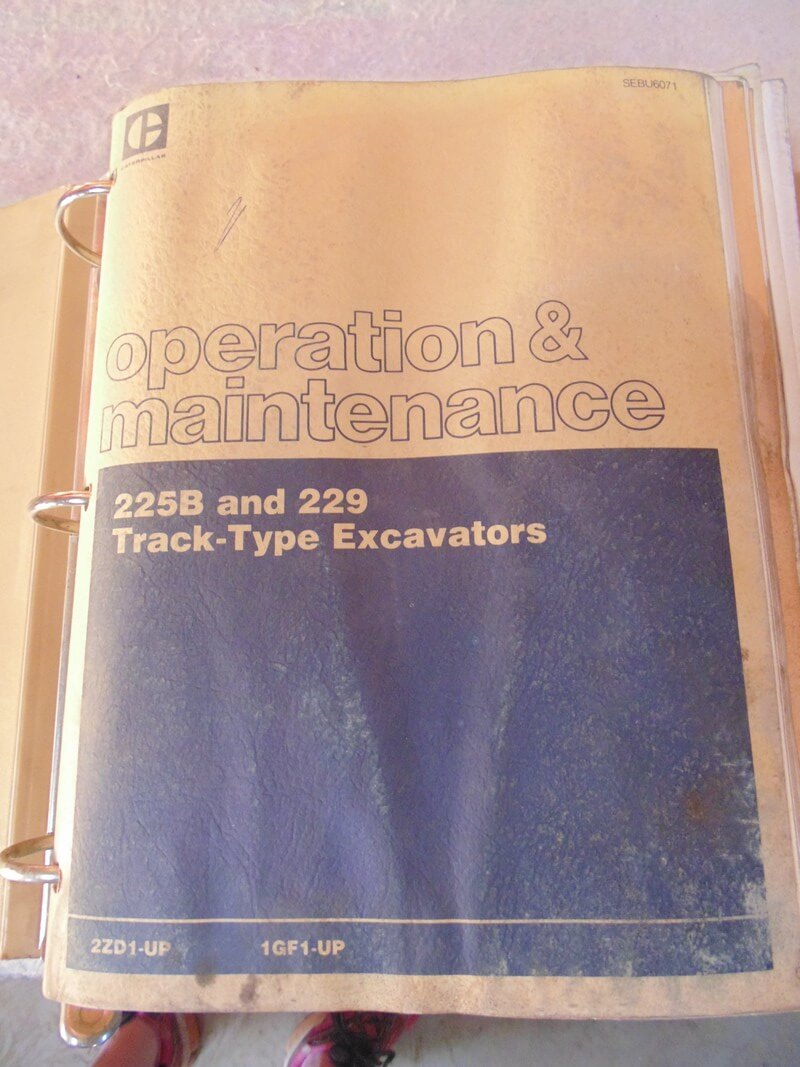 SEBU6071
CATERPILLAR
operation &
maintenance
225B and 229
Track-Type Excavators
2ZD1-UP 1GF1-UP